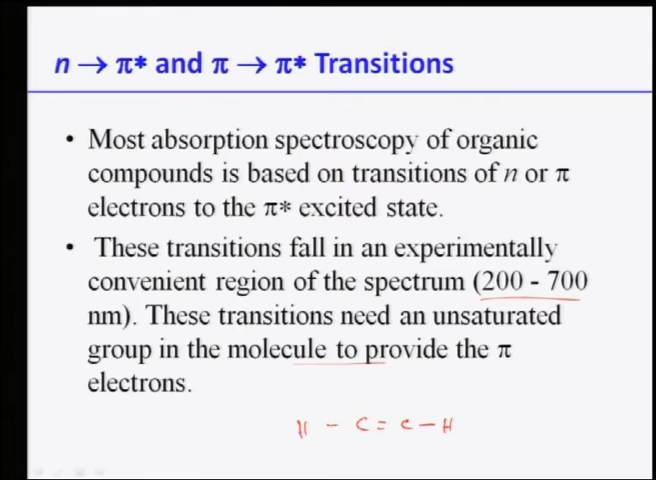 n → π* and π → π* Transitions
• Most absorption spectroscopy of organic
compounds is based on transitions of n or π
electrons to the π* excited state.
• These transitions fall in an experimentally
convenient region of the spectrum (200 - 700
nm). These transitions need an unsaturated
group in the molecule to provide the π
electrons.
H - C = C - H